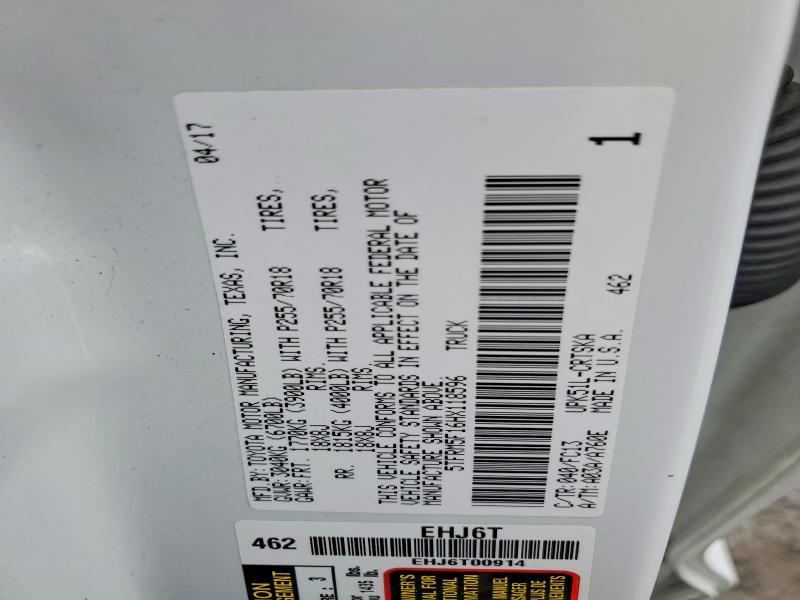 04/17
MFD. BY: TOYOTA MOTOR MANUFACTURING, TEXAS, INC.
GVWR: 3040KG (6700LB)
GAWR: FRT. 1770KG (3900LB) WITH P255/70R18 TIRES,
18X8J RIMS.
RR. 1815KG (4000LB) WITH P255/70R18 TIRES,
18X8J RIMS.
THIS VEHICLE CONFORMS TO ALL APPLICABLE FEDERAL MOTOR
VEHICLE SAFETY STANDARDS IN EFFECT ON THE DATE OF
MANUFACTURE SHOWN ABOVE.
5TFRM5F16HX118596 TRUCK
1
C/TR: 040/FC13 UPK51L-CRTSKA 462
A/TM: A03A/A760E MADE IN U.S.A.
462 EHJ6T
EHJ6T00914